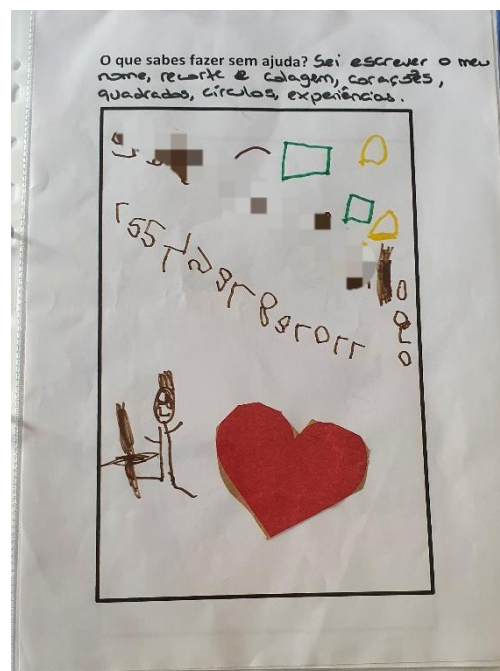 O que sabes fazer sem ajuda? Sei escrever o meu
nome, recorte e colagem, corações,
quadrados, círculos, experiências.